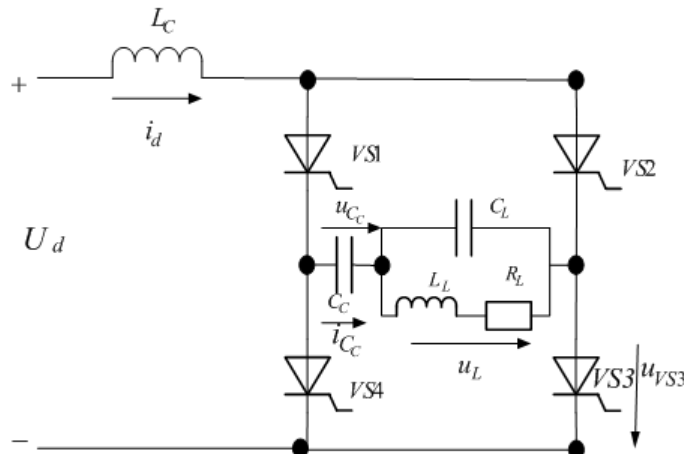 L_C
+
i_d
VS1
VS2
u_{C_C}
C_L
U_d
C_C
L_L
R_L
i_{C_C}
u_L
VS4
VS3
u_{VS3}
−